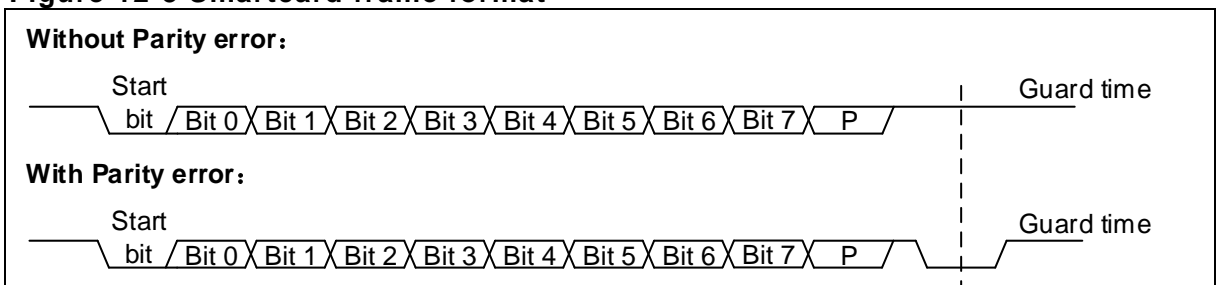 Figure 12-6 Smartcard frame format
Without Parity error：
Start
Guard time
bit Bit 0 Bit 1 Bit 2 Bit 3 Bit 4 Bit 5 Bit 6 Bit 7 P
With Parity error：
Start
Guard time
bit Bit 0 Bit 1 Bit 2 Bit 3 Bit 4 Bit 5 Bit 6 Bit 7 P